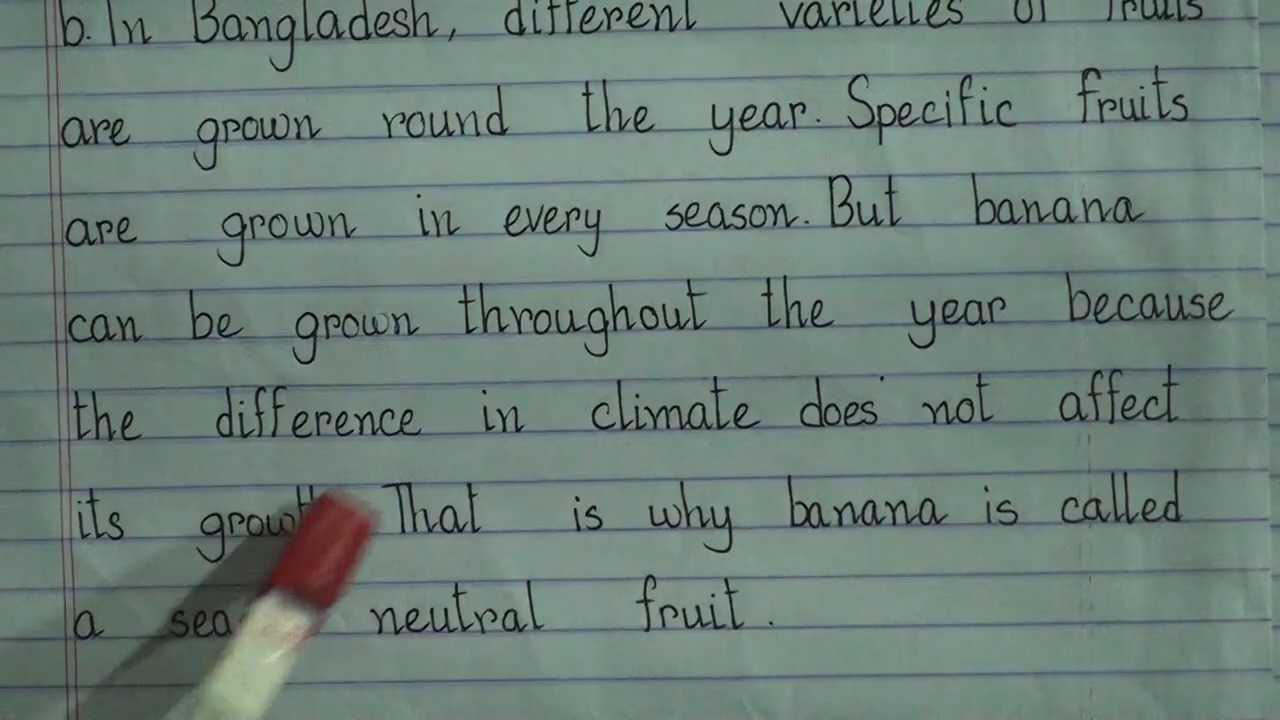 b. In Bangladesh, different varieties of fruits
are grown round the year. Specific fruits
are grown in every season. But banana
can be grown throughout the year because
the difference in climate does not affect
its That is why banana is called
a neutral fruit.